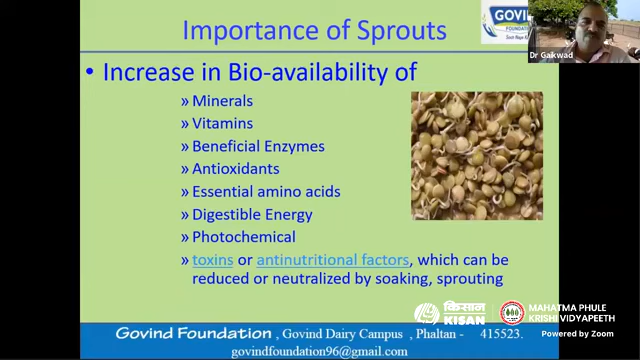 Importance of Sprouts
GOVIND
FOUNDATION
Dr Gaikwad
• Increase in Bio-availability of
» Minerals
» Vitamins
» Beneficial Enzymes
» Antioxidants
» Essential amino acids
» Digestible Energy
» Photochemical
» toxins or antinutritional factors, which can be
reduced or neutralized by soaking, sprouting
किसान
KISAN
MAHATMA PHULE
KRISHI VIDYAPEETH
Powered by Zoom
Govind Foundation , Govind Dairy Campus , Phaltan - 415523.
govindfoundation96@gmail.com